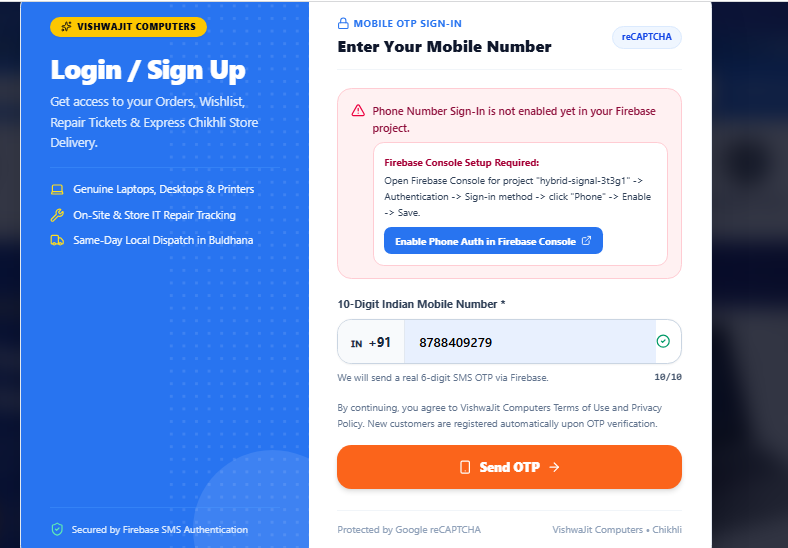 VISHWAJIT COMPUTERS
Login / Sign Up
Get access to your Orders, Wishlist,
Repair Tickets & Express Chikhli Store
Delivery.
Genuine Laptops, Desktops & Printers
On-Site & Store IT Repair Tracking
Same-Day Local Dispatch in Buldhana
Secured by Firebase SMS Authentication
MOBILE OTP SIGN-IN
Enter Your Mobile Number
reCAPTCHA
Phone Number Sign-In is not enabled yet in your Firebase
project.
Firebase Console Setup Required:
Open Firebase Console for project "hybrid-signal-3t3g1" ->
Authentication -> Sign-in method -> click "Phone" -> Enable
-> Save.
Enable Phone Auth in Firebase Console
10-Digit Indian Mobile Number *
IN +91 8788409279
We will send a real 6-digit SMS OTP via Firebase. 10/10
By continuing, you agree to VishwaJit Computers Terms of Use and Privacy
Policy. New customers are registered automatically upon OTP verification.
Send OTP
Protected by Google reCAPTCHA VishwaJit Computers • Chikhli